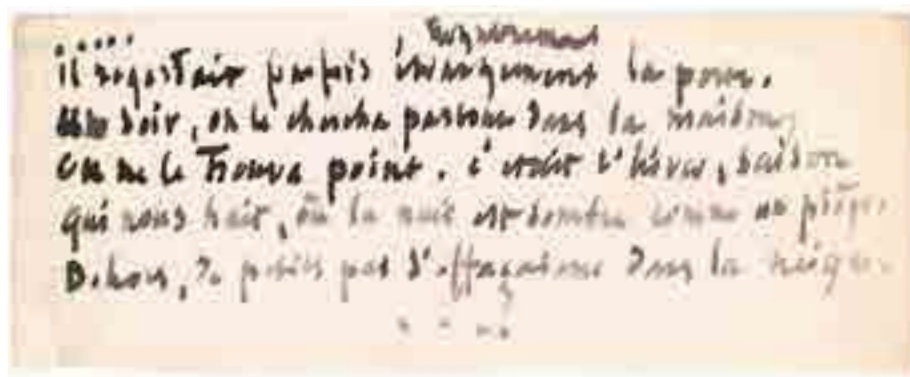 .....
il regardait parfois étrangement la porte.
Un soir, on le chercha partout dans la maison
On ne le trouva point. c'était l'hiver, saison
qui nous hait, où la nuit est sombre comme un piège.
Dehors, de petits pas s'effaçaient dans la neige.
....